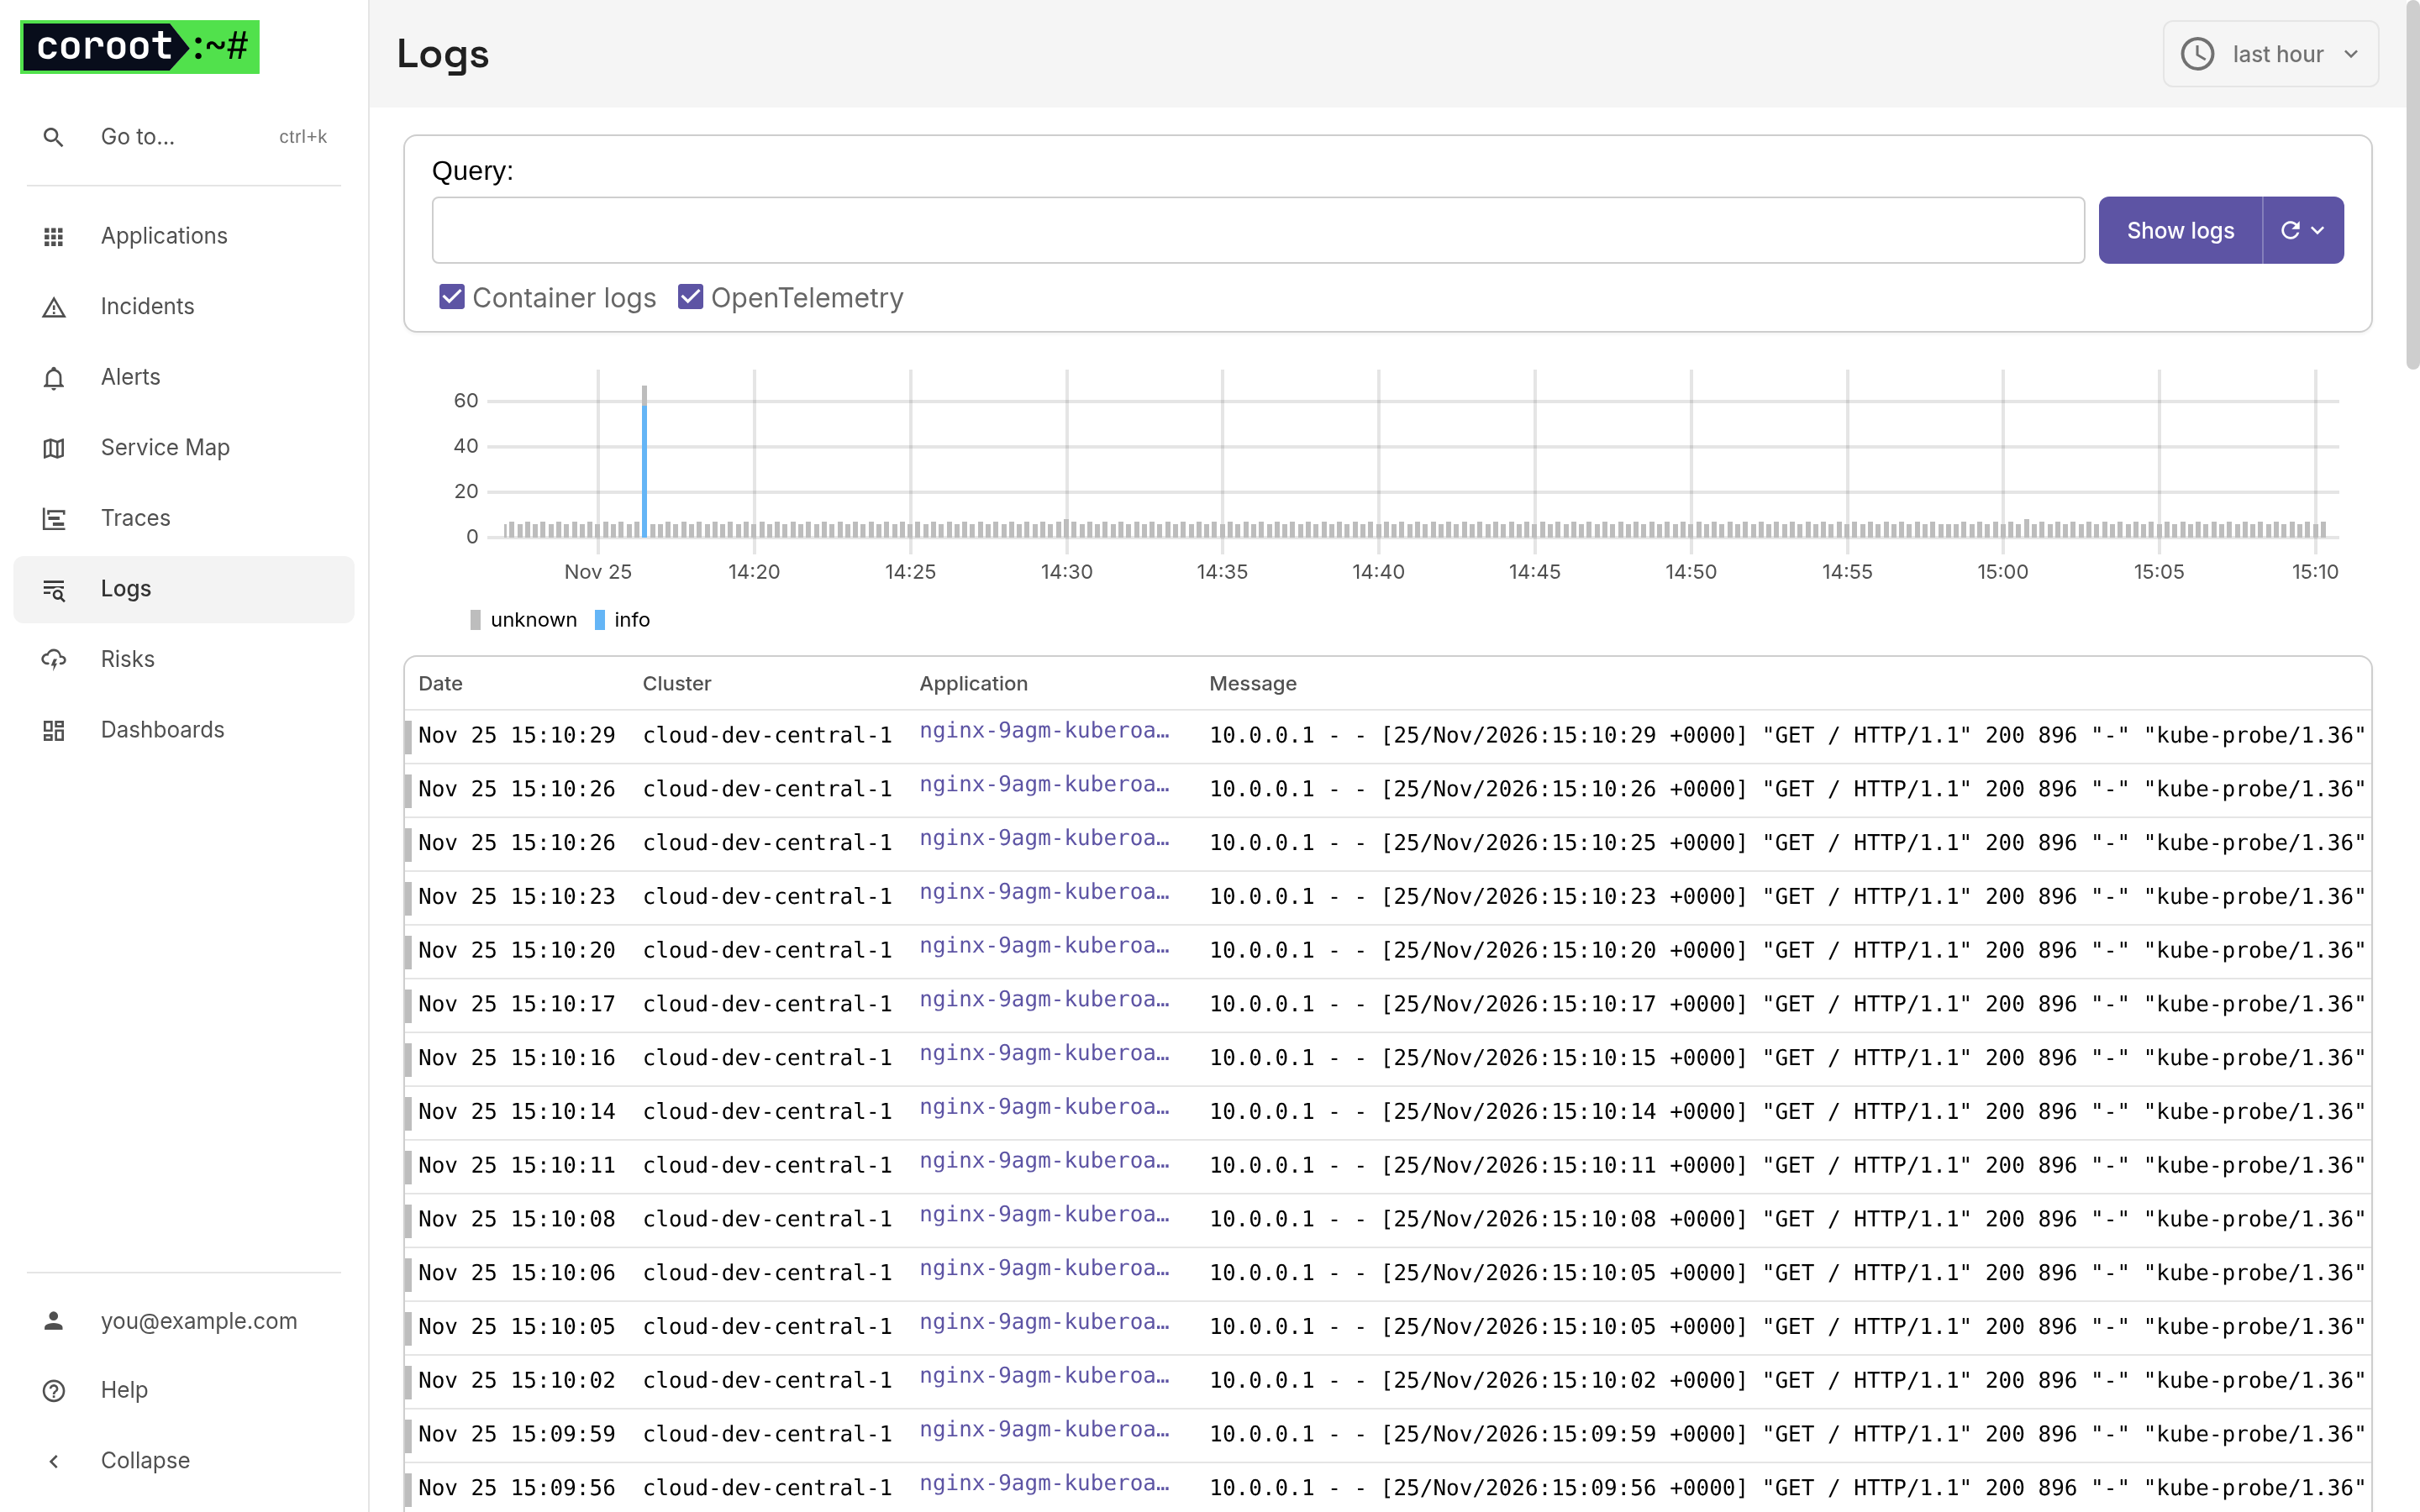 coroot:~#
Go to... ctrl+k
Applications
Incidents
Alerts
Service Map
Traces
Logs
Risks
Dashboards
you@example.com
Help
Collapse
Logs
last hour
Query:
Show logs
Container logs OpenTelemetry
60
40
20
0
Nov 25 14:20 14:25 14:30 14:35 14:40 14:45 14:50 14:55 15:00 15:05 15:10
unknown info
Date Cluster Application Message
Nov 25 15:10:29 cloud-dev-central-1 nginx-9agm-kuberoa… 10.0.0.1 - - [25/Nov/2026:15:10:29 +0000] "GET / HTTP/1.1" 200 896 "-" "kube-probe/1.36"
Nov 25 15:10:26 cloud-dev-central-1 nginx-9agm-kuberoa… 10.0.0.1 - - [25/Nov/2026:15:10:26 +0000] "GET / HTTP/1.1" 200 896 "-" "kube-probe/1.36"
Nov 25 15:10:26 cloud-dev-central-1 nginx-9agm-kuberoa… 10.0.0.1 - - [25/Nov/2026:15:10:25 +0000] "GET / HTTP/1.1" 200 896 "-" "kube-probe/1.36"
Nov 25 15:10:23 cloud-dev-central-1 nginx-9agm-kuberoa… 10.0.0.1 - - [25/Nov/2026:15:10:23 +0000] "GET / HTTP/1.1" 200 896 "-" "kube-probe/1.36"
Nov 25 15:10:20 cloud-dev-central-1 nginx-9agm-kuberoa… 10.0.0.1 - - [25/Nov/2026:15:10:20 +0000] "GET / HTTP/1.1" 200 896 "-" "kube-probe/1.36"
Nov 25 15:10:17 cloud-dev-central-1 nginx-9agm-kuberoa… 10.0.0.1 - - [25/Nov/2026:15:10:17 +0000] "GET / HTTP/1.1" 200 896 "-" "kube-probe/1.36"
Nov 25 15:10:16 cloud-dev-central-1 nginx-9agm-kuberoa… 10.0.0.1 - - [25/Nov/2026:15:10:15 +0000] "GET / HTTP/1.1" 200 896 "-" "kube-probe/1.36"
Nov 25 15:10:14 cloud-dev-central-1 nginx-9agm-kuberoa… 10.0.0.1 - - [25/Nov/2026:15:10:14 +0000] "GET / HTTP/1.1" 200 896 "-" "kube-probe/1.36"
Nov 25 15:10:11 cloud-dev-central-1 nginx-9agm-kuberoa… 10.0.0.1 - - [25/Nov/2026:15:10:11 +0000] "GET / HTTP/1.1" 200 896 "-" "kube-probe/1.36"
Nov 25 15:10:08 cloud-dev-central-1 nginx-9agm-kuberoa… 10.0.0.1 - - [25/Nov/2026:15:10:08 +0000] "GET / HTTP/1.1" 200 896 "-" "kube-probe/1.36"
Nov 25 15:10:06 cloud-dev-central-1 nginx-9agm-kuberoa… 10.0.0.1 - - [25/Nov/2026:15:10:05 +0000] "GET / HTTP/1.1" 200 896 "-" "kube-probe/1.36"
Nov 25 15:10:05 cloud-dev-central-1 nginx-9agm-kuberoa… 10.0.0.1 - - [25/Nov/2026:15:10:05 +0000] "GET / HTTP/1.1" 200 896 "-" "kube-probe/1.36"
Nov 25 15:10:02 cloud-dev-central-1 nginx-9agm-kuberoa… 10.0.0.1 - - [25/Nov/2026:15:10:02 +0000] "GET / HTTP/1.1" 200 896 "-" "kube-probe/1.36"
Nov 25 15:09:59 cloud-dev-central-1 nginx-9agm-kuberoa… 10.0.0.1 - - [25/Nov/2026:15:09:59 +0000] "GET / HTTP/1.1" 200 896 "-" "kube-probe/1.36"
Nov 25 15:09:56 cloud-dev-central-1 nginx-9agm-kuberoa… 10.0.0.1 - - [25/Nov/2026:15:09:56 +0000] "GET / HTTP/1.1" 200 896 "-" "kube-probe/1.36"